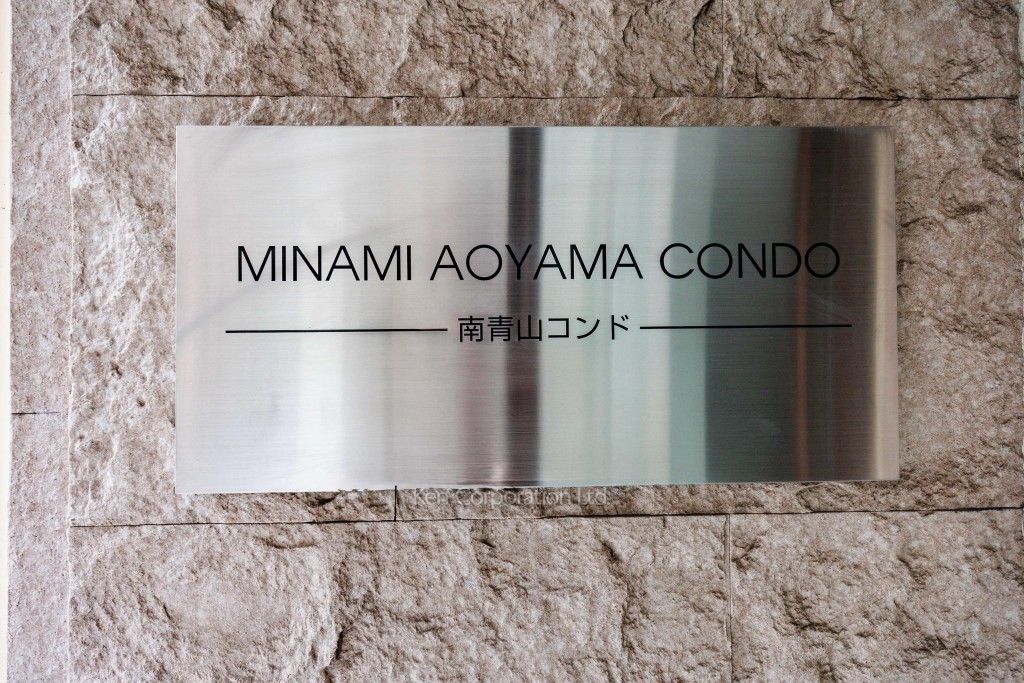 MINAMI AOYAMA CONDO
南青山コンド
Ken Corporation Ltd.